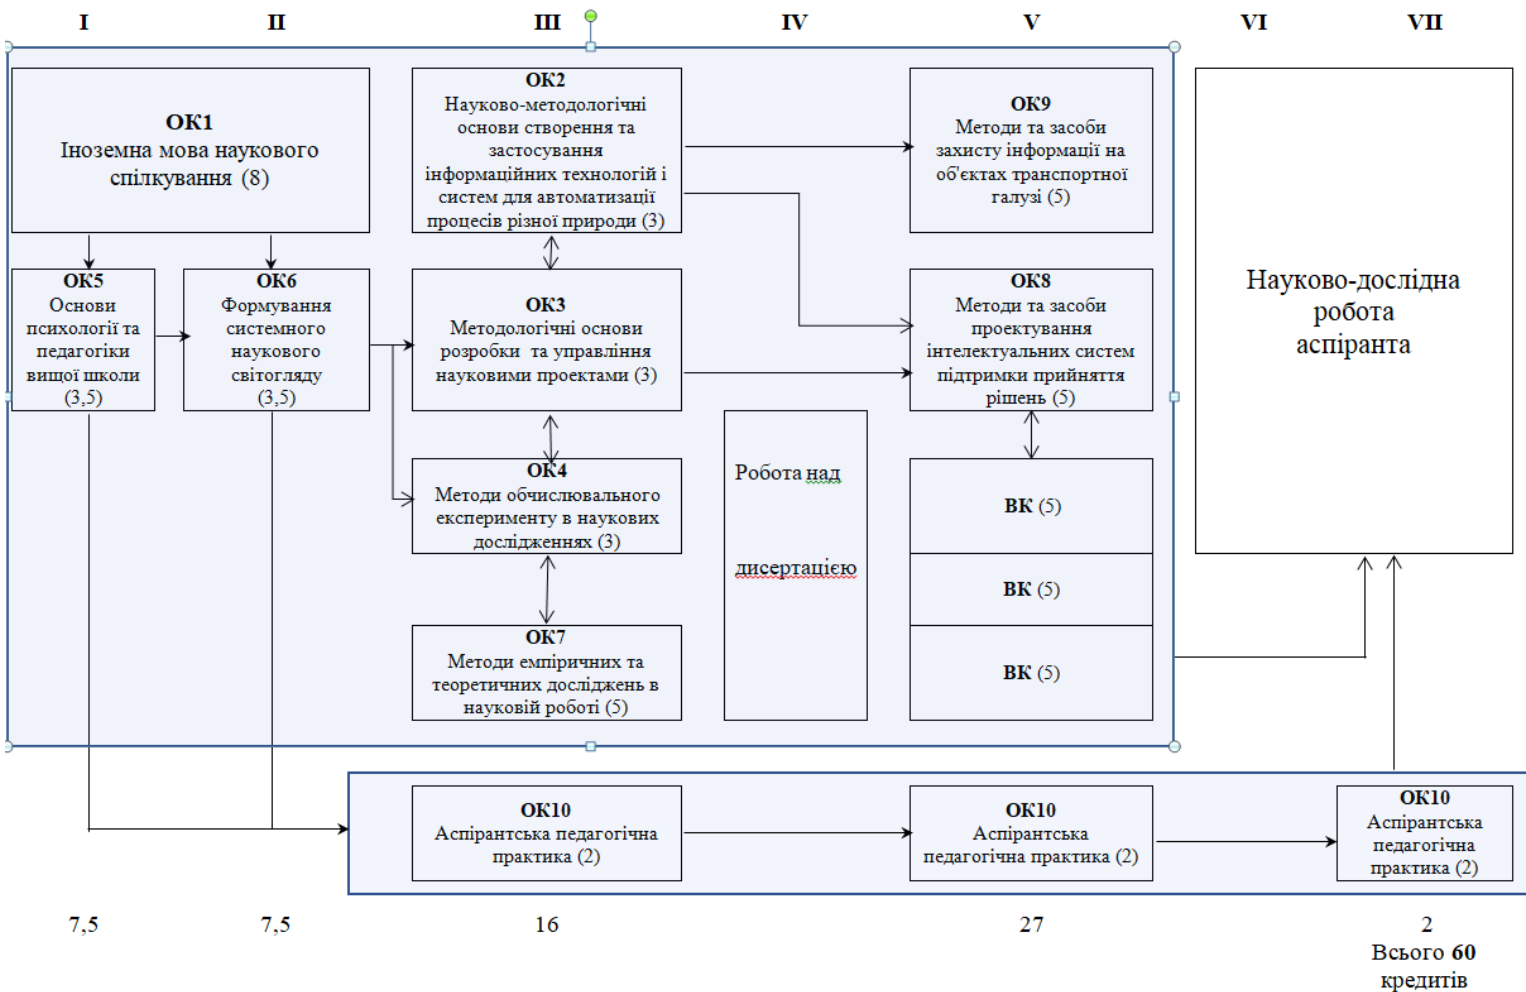 I II III IV V VI VII
ОК1
Іноземна мова наукового
спілкування (8)
ОК2
Науково-методологічні
основи створення та
застосування
інформаційних технологій і
систем для автоматизації
процесів різної природи (3)
ОК9
Методи та засоби
захисту інформації на
об'єктах транспортної
галузі (5)
Науково-дослідна
робота
аспіранта
ОК5
Основи
психології та
педагогіки
вищої школи
(3,5)
ОК6
Формування
системного
наукового
світогляду
(3,5)
ОК3
Методологічні основи
розробки та управління
науковими проектами (3)
ОК8
Методи та засоби
проектування
інтелектуальних систем
підтримки прийняття
рішень (5)
ОК4
Методи обчислювального
експерименту в наукових
дослідженнях (3)
Робота над
дисертацією
ВК (5)
ВК (5)
ВК (5)
ОК7
Методи емпіричних та
теоретичних досліджень в
науковій роботі (5)
ОК10
Аспірантська педагогічна
практика (2)
ОК10
Аспірантська
педагогічна практика (2)
ОК10
Аспірантська
педагогічна
практика (2)
7,5 7,5 16 27 2
Всього 60
кредитів